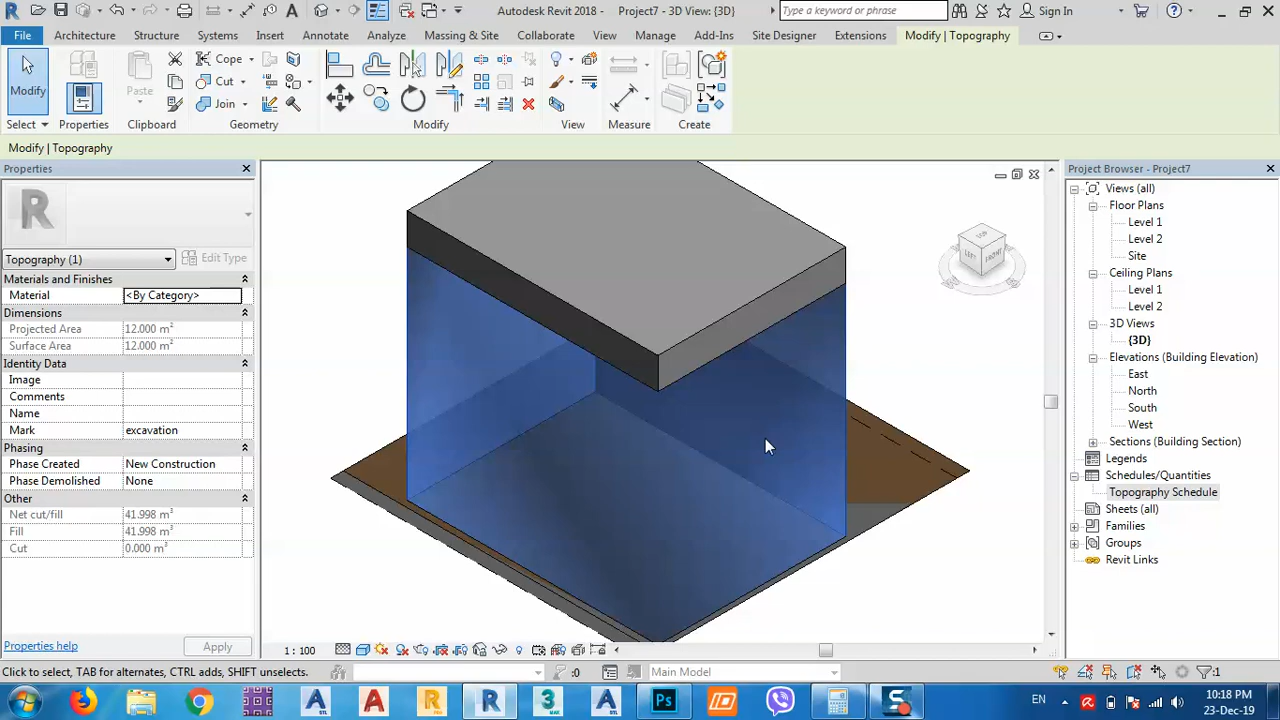 Autodesk Revit 2018 - Project7 - 3D View: {3D}
Type a keyword or phrase
Sign In
File Architecture Structure Systems Insert Annotate Analyze Massing & Site Collaborate View Manage Add-Ins Site Designer Extensions Modify | Topography
Modify
Paste
Cope
Cut
Join
Select Properties Clipboard Geometry Modify View Measure Create
Modify | Topography
Properties
R
Topography (1)
Edit Type
Materials and Finishes
Material <By Category>
Dimensions
Projected Area 12.000 m²
Surface Area 12.000 m²
Identity Data
Image
Comments
Name
Mark excavation
Phasing
Phase Created New Construction
Phase Demolished None
Other
Net cut/fill 41.998 m³
Fill 41.998 m³
Cut 0.000 m³
Properties help
Apply
LEFT FRONT
1 : 100
Project Browser - Project7
Views (all)
Floor Plans
Level 1
Level 2
Site
Ceiling Plans
Level 1
Level 2
3D Views
{3D}
Elevations (Building Elevation)
East
North
South
West
Sections (Building Section)
Legends
Schedules/Quantities
Topography Schedule
Sheets (all)
Families
Groups
Revit Links
Click to select, TAB for alternates, CTRL adds, SHIFT unselects.
:0
Main Model
:1
Ps
EN
10:18 PM
23-Dec-19